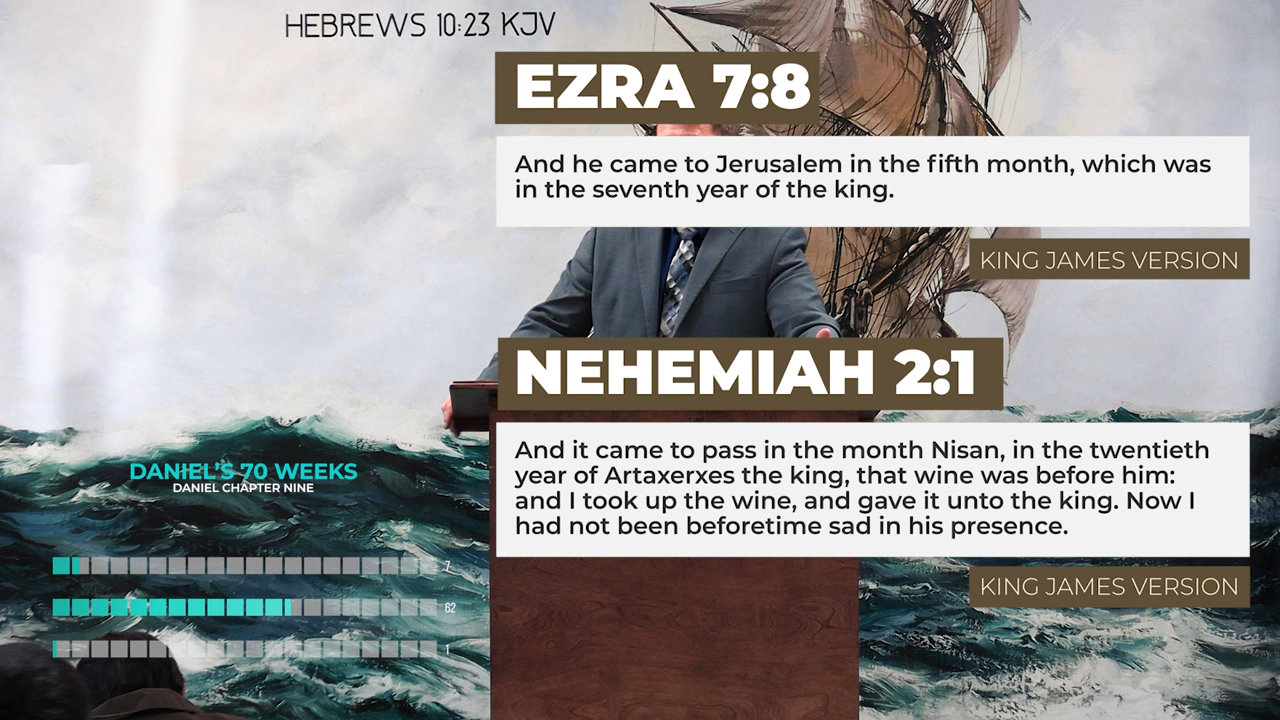 HEBREWS 10:23 KJV
EZRA 7:8
And he came to Jerusalem in the fifth month, which was
in the seventh year of the king.
KING JAMES VERSION
NEHEMIAH 2:1
And it came to pass in the month Nisan, in the twentieth
year of Artaxerxes the king, that wine was before him:
and I took up the wine, and gave it unto the king. Now I
had not been beforetime sad in his presence.
KING JAMES VERSION
DANIEL'S 70 WEEKS
DANIEL CHAPTER NINE
7
62
1